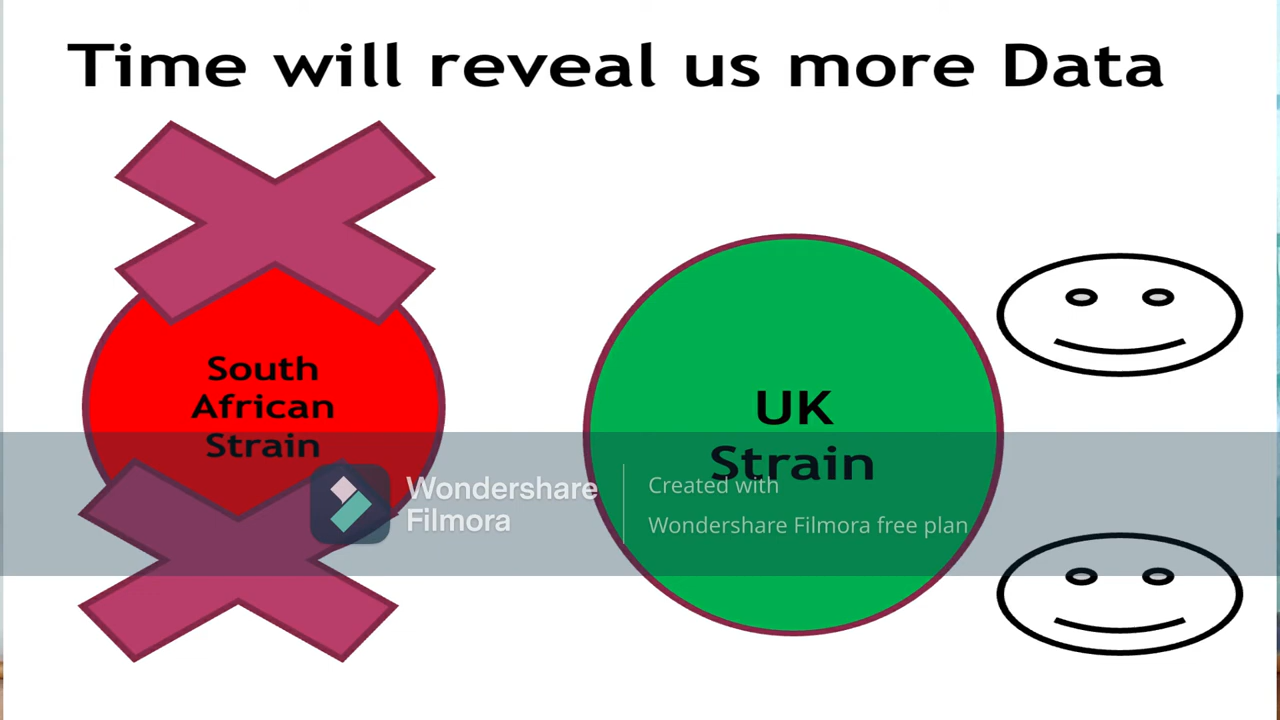 Time will reveal us more Data
South
African
Strain
UK
Strain
Wondershare
Filmora
Created with
Wondershare Filmora free plan